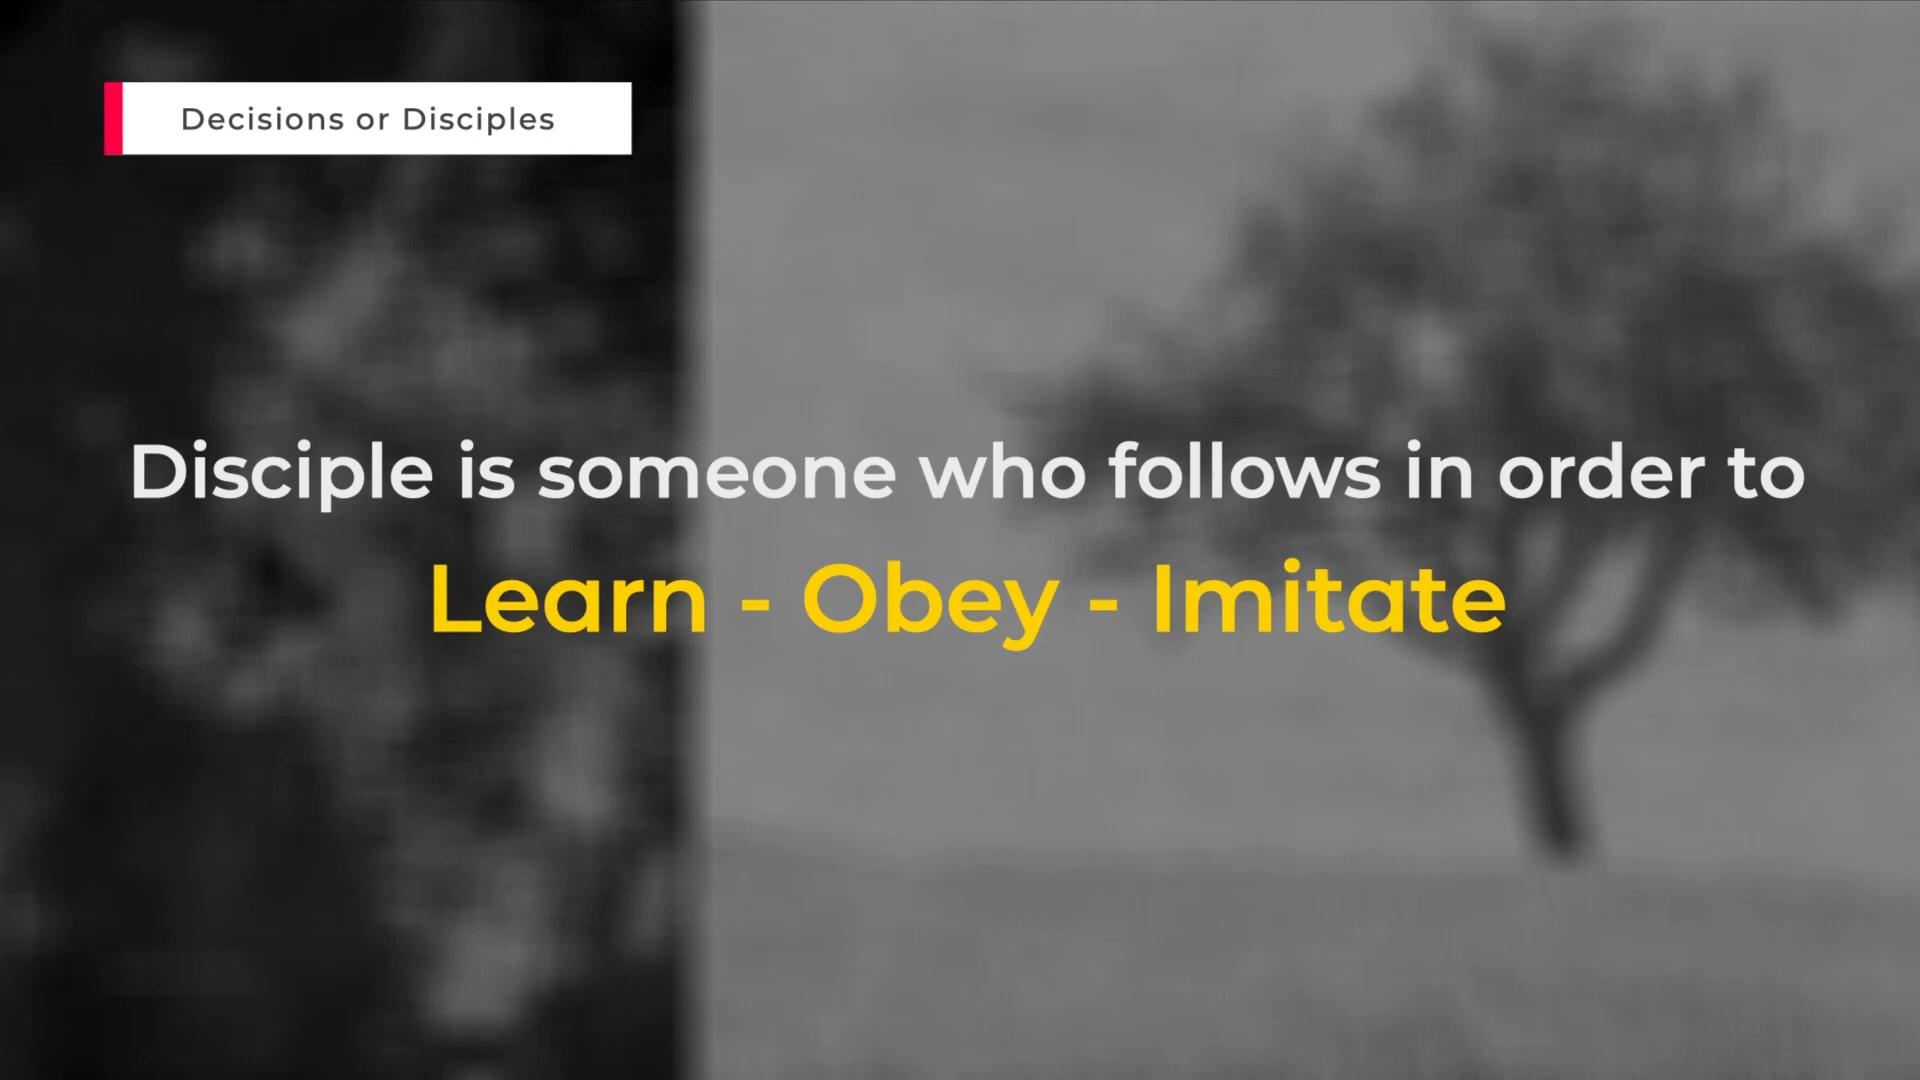 Decisions or Disciples
Disciple is someone who follows in order to
Learn - Obey - Imitate